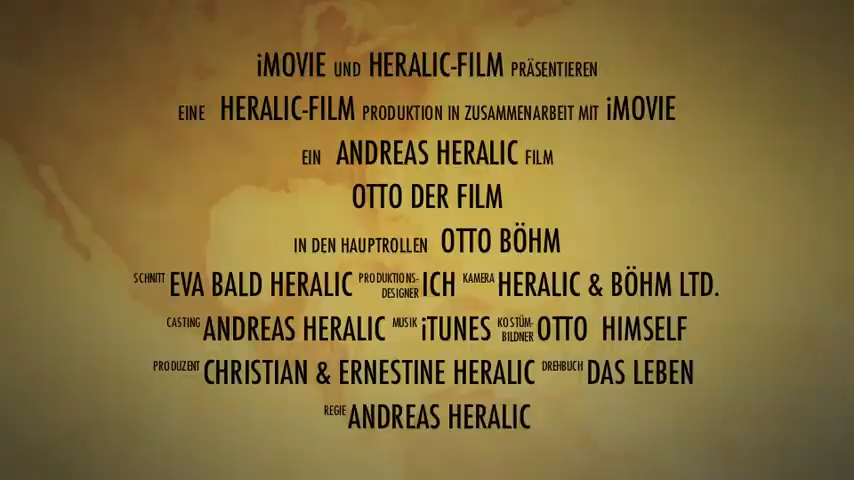 iMOVIE UND HERALIC-FILM PRÄSENTIEREN
EINE HERALIC-FILM PRODUKTION IN ZUSAMMENARBEIT MIT iMOVIE
EIN ANDREAS HERALIC FILM
OTTO DER FILM
IN DEN HAUPTROLLEN OTTO BÖHM
SCHNITT EVA BALD HERALIC PRODUKTIONS-DESIGNER ICH KAMERA HERALIC & BÖHM LTD.
CASTING ANDREAS HERALIC MUSIK iTUNES KOSTÜM-BILDNER OTTO HIMSELF
PRODUZENT CHRISTIAN & ERNESTINE HERALIC DREHBUCH DAS LEBEN
REGIE ANDREAS HERALIC